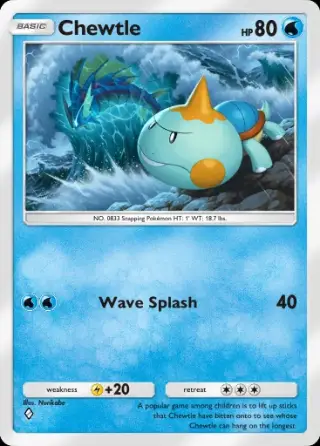 BASIC Chewtle HP 80
NO. 0833 Snapping Pokémon HT: 1' WT: 18.7 lbs.
Wave Splash 40
weakness +20 retreat
Illus. Nurikabe
A popular game among children is to lift up sticks
that Chewtle have bitten onto to see whose
Chewtle can hang on the longest.